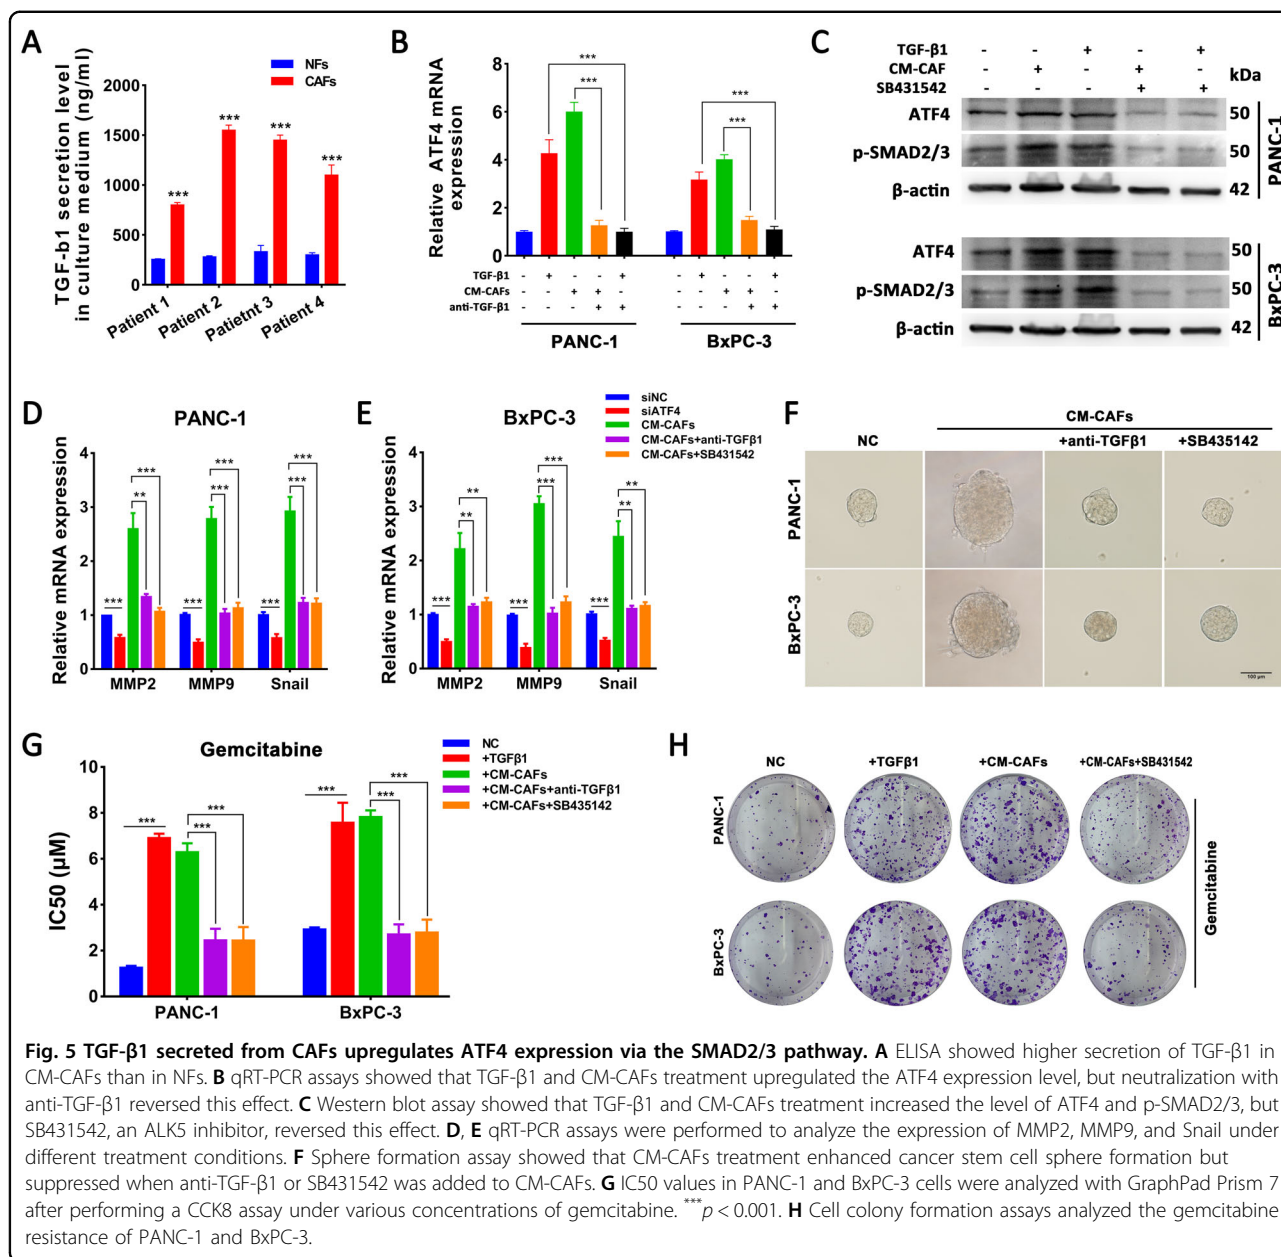 A
TGF-b1 secretion level
in culture medium (ng/ml)
NFs
CAFs
2000
1500
1000
500
0
***
***
***
***
Patient 1
Patient 2
Patietnt 3
Patient 4
B
Relative ATF4 mRNA
expression
8
6
4
2
0
***
***
***
***
TGF-β1 - + - - + - + - - +
CM-CAFs - - + + - - - + + -
anti-TGF-β1 - - - + + - - - + +
PANC-1
BxPC-3
C
TGF-β1 - - + - +
CM-CAF - + - + -
SB431542 - - - + +
kDa
ATF4 50
p-SMAD2/3 50
β-actin 42
PANC-1
ATF4 50
p-SMAD2/3 50
β-actin 42
BxPC-3
D
PANC-1
Relative mRNA expression
4
3
2
1
0
***
**
***
***
***
***
***
***
***
MMP2 MMP9 Snail
E
BxPC-3
siNC
siATF4
CM-CAFs
CM-CAFs+anti-TGFβ1
CM-CAFs+SB431542
Relative mRNA expression
4
3
2
1
0
***
**
**
***
***
***
***
**
**
MMP2 MMP9 Snail
F
CM-CAFs
NC +anti-TGFβ1 +SB435142
PANC-1
BxPC-3
100 μm
G
Gemcitabine
NC
+TGFβ1
+CM-CAFs
+CM-CAFs+anti-TGFβ1
+CM-CAFs+SB435142
IC50 (μM)
10
8
6
4
2
0
***
***
***
***
***
***
PANC-1 BxPC-3
H
NC +TGFβ1 +CM-CAFs +CM-CAFs+SB431542
PANC-1
BxPC-3
Gemcitabine
Fig. 5 TGF-β1 secreted from CAFs upregulates ATF4 expression via the SMAD2/3 pathway. A ELISA showed higher secretion of TGF-β1 in
CM-CAFs than in NFs. B qRT-PCR assays showed that TGF-β1 and CM-CAFs treatment upregulated the ATF4 expression level, but neutralization with
anti-TGF-β1 reversed this effect. C Western blot assay showed that TGF-β1 and CM-CAFs treatment increased the level of ATF4 and p-SMAD2/3, but
SB431542, an ALK5 inhibitor, reversed this effect. D, E qRT-PCR assays were performed to analyze the expression of MMP2, MMP9, and Snail under
different treatment conditions. F Sphere formation assay showed that CM-CAFs treatment enhanced cancer stem cell sphere formation but
suppressed when anti-TGF-β1 or SB431542 was added to CM-CAFs. G IC50 values in PANC-1 and BxPC-3 cells were analyzed with GraphPad Prism 7
after performing a CCK8 assay under various concentrations of gemcitabine. ***p < 0.001. H Cell colony formation assays analyzed the gemcitabine
resistance of PANC-1 and BxPC-3.